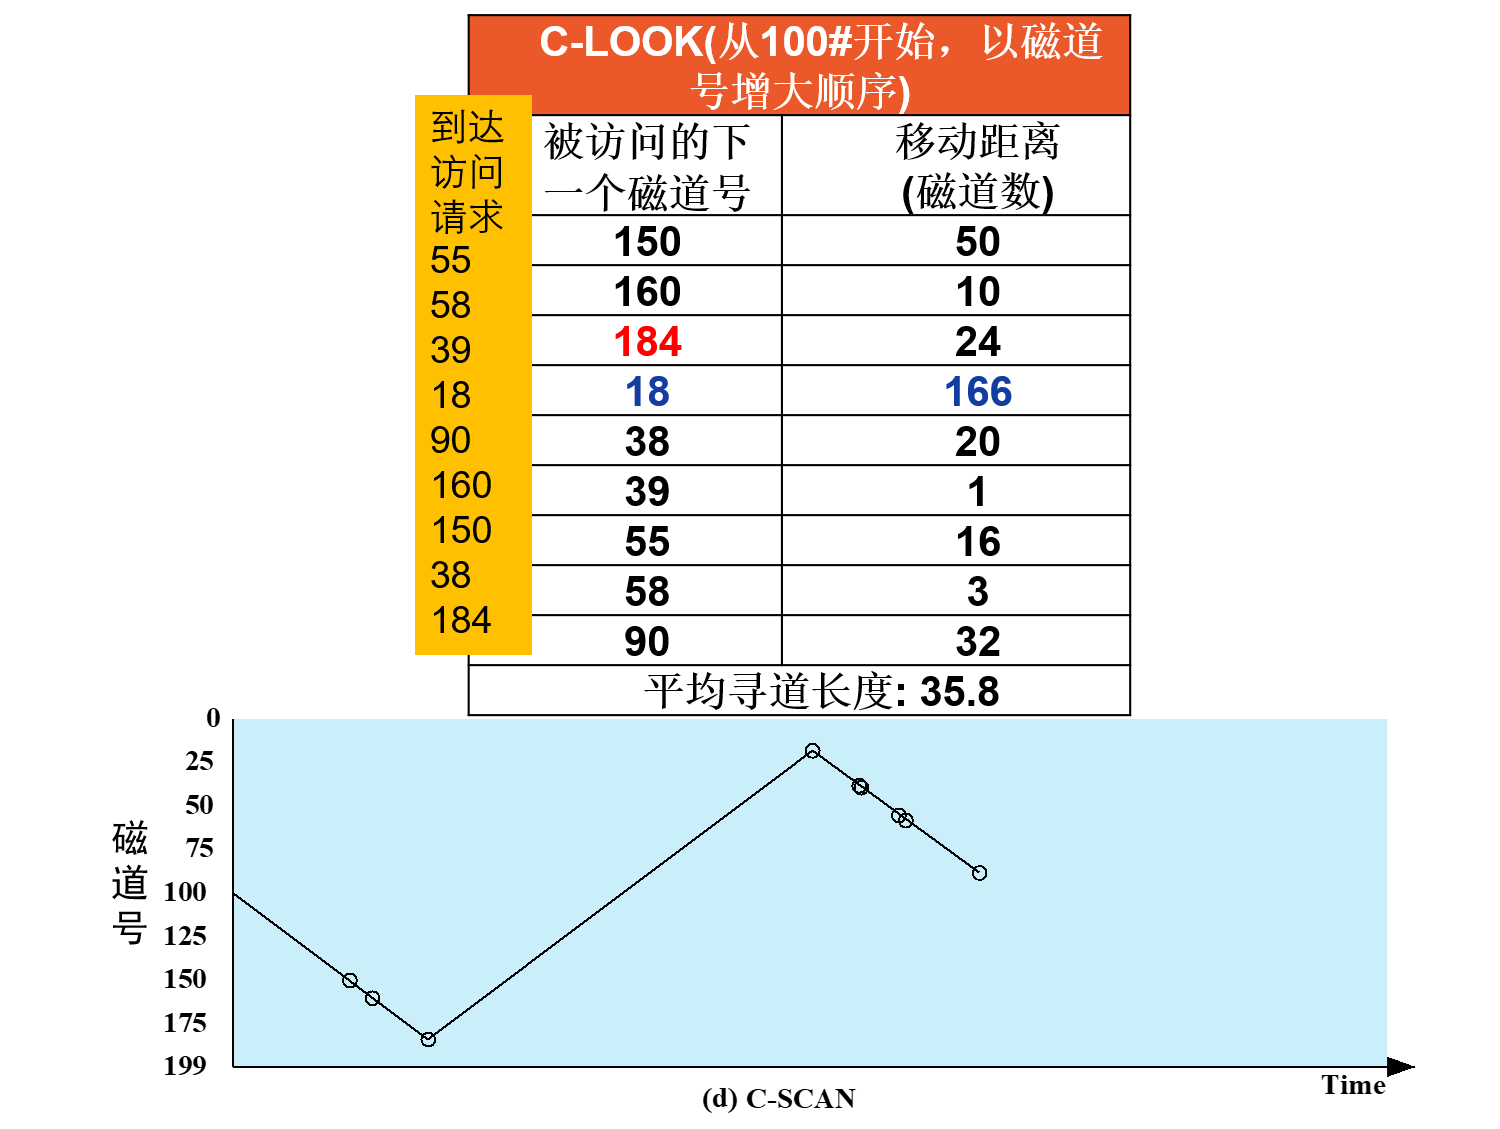 C-LOOK(从100#开始，以磁道
号增大顺序)
到达
访问
请求
55
58
39
18
90
160
150
38
184
被访问的下
一个磁道号
移动距离
(磁道数)
150 50
160 10
184 24
18 166
38 20
39 1
55 16
58 3
90 32
平均寻道长度: 35.8
0
25
50
75
100
125
150
175
199
磁
道
号
Time
(d) C-SCAN